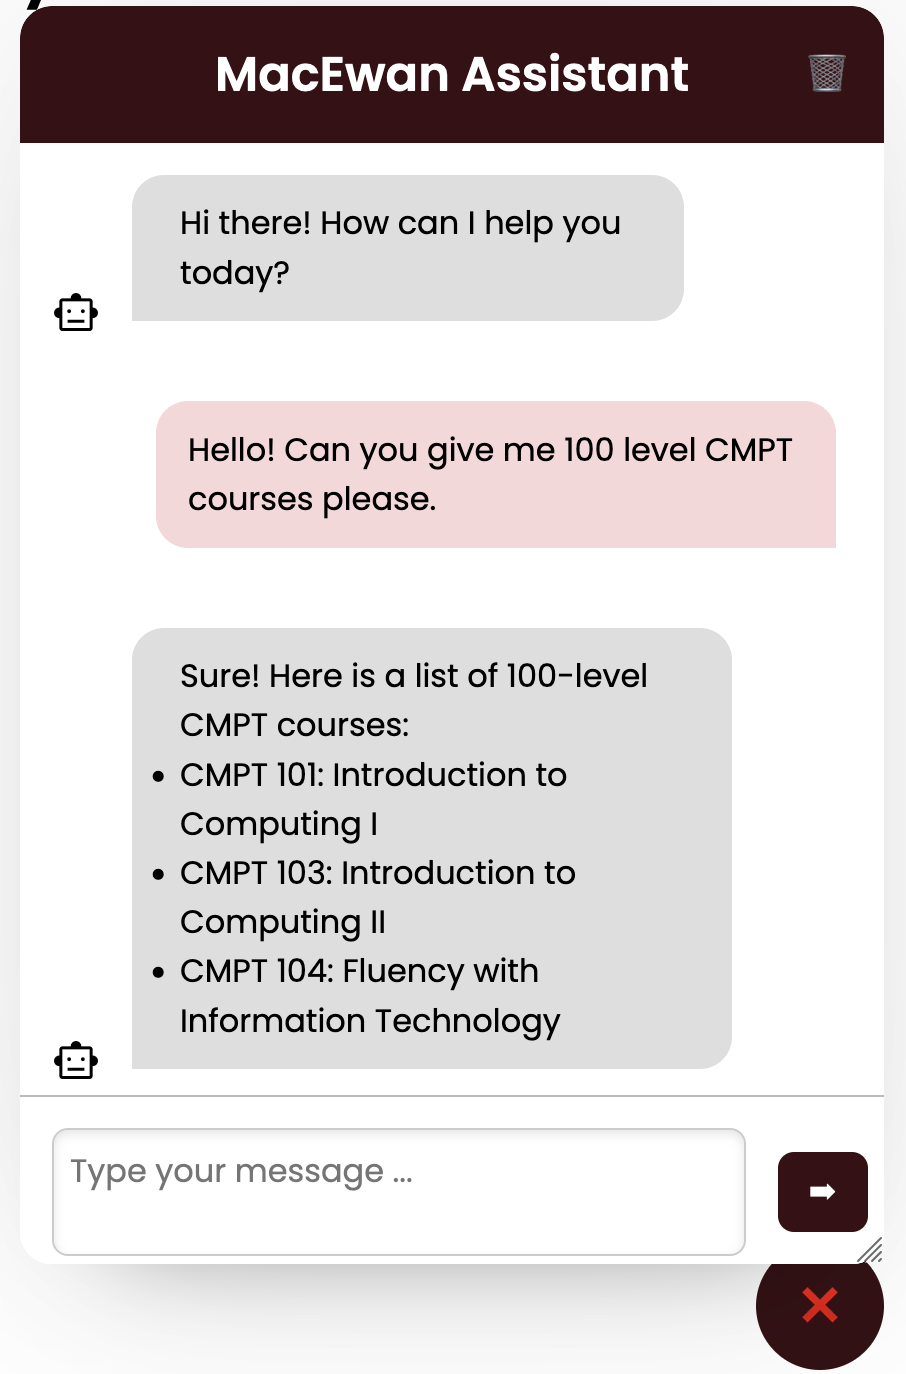 MacEwan Assistant
Hi there! How can I help you
today?
Hello! Can you give me 100 level CMPT
courses please.
Sure! Here is a list of 100-level
CMPT courses:
• CMPT 101: Introduction to
Computing I
• CMPT 103: Introduction to
Computing II
• CMPT 104: Fluency with
Information Technology
Type your message ...